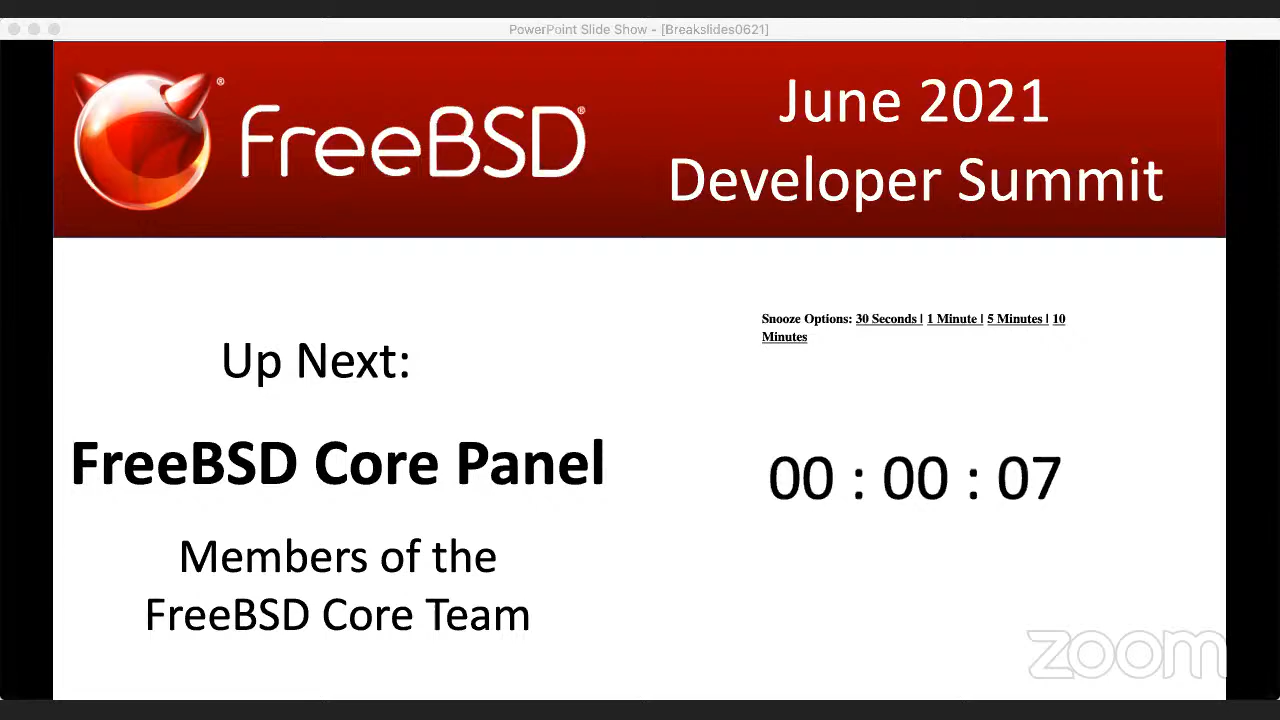 PowerPoint Slide Show - [Breakslides0621]
FreeBSD®
June 2021
Developer Summit
Snooze Options: 30 Seconds | 1 Minute | 5 Minutes | 10
Minutes
Up Next:
FreeBSD Core Panel
00 : 00 : 07
Members of the
FreeBSD Core Team
zoom